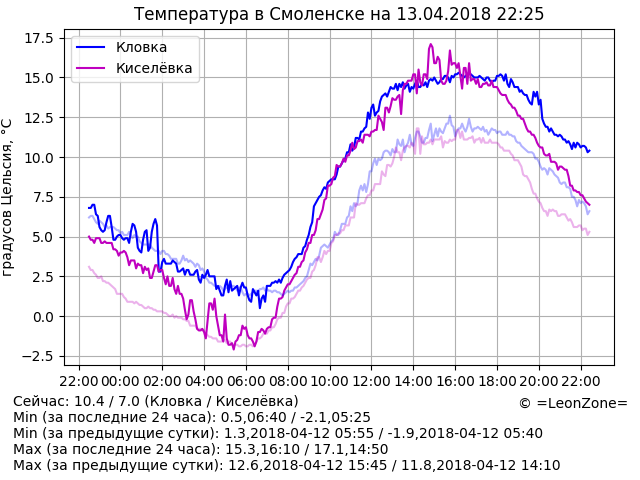 Температура в Смоленске на 13.04.2018 22:25
17.5
15.0
12.5
10.0
7.5
5.0
2.5
0.0
−2.5
градусов Цельсия, °C
Кловка
Киселёвка
22:00 00:00 02:00 04:00 06:00 08:00 10:00 12:00 14:00 16:00 18:00 20:00 22:00
Сейчас: 10.4 / 7.0 (Кловка / Киселёвка)
© =LeonZone=
Min (за последние 24 часа): 0.5,06:40 / -2.1,05:25
Min (за предыдущие сутки): 1.3,2018-04-12 05:55 / -1.9,2018-04-12 05:40
Max (за последние 24 часа): 15.3,16:10 / 17.1,14:50
Max (за предыдущие сутки): 12.6,2018-04-12 15:45 / 11.8,2018-04-12 14:10